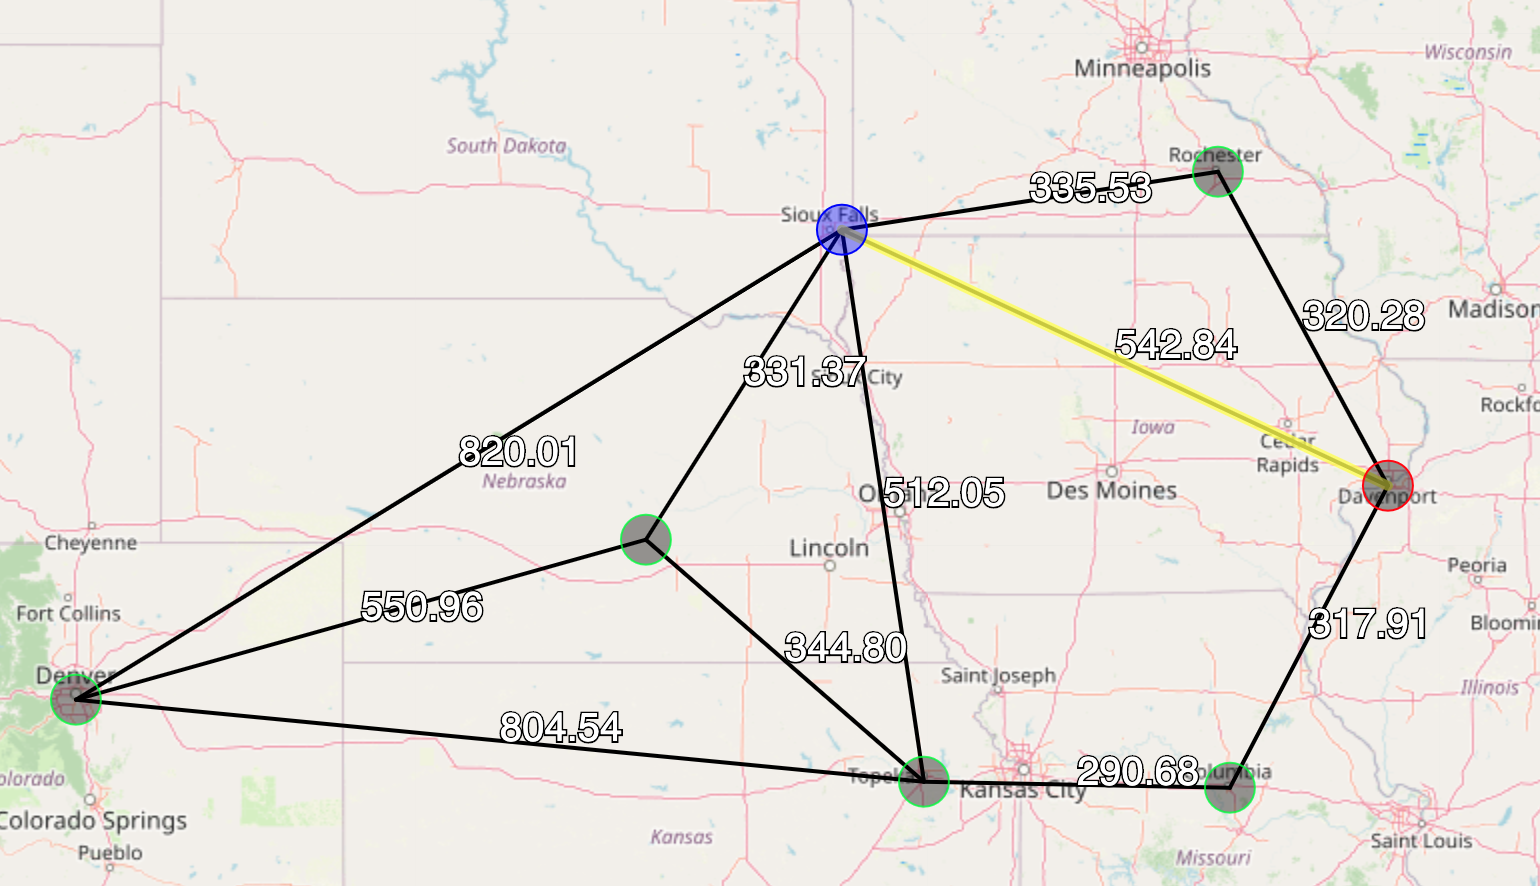 Minneapolis
Wisconsin
South Dakota
Rochester
335.53
Sioux Falls
Madison
320.28
542.84
331.37
City
Rockfo
Iowa
820.01
Nebraska
Cedar
Rapids
Des Moines
Davenport
512.05
Cheyenne
Lincoln
Peoria
Fort Collins
550.96
Bloomin
317.91
344.80
Denver
Saint Joseph
Illinois
804.54
Topeka
290.68
Columbia
olorado
Kansas City
Colorado Springs
Kansas
Saint Louis
Pueblo
Missouri